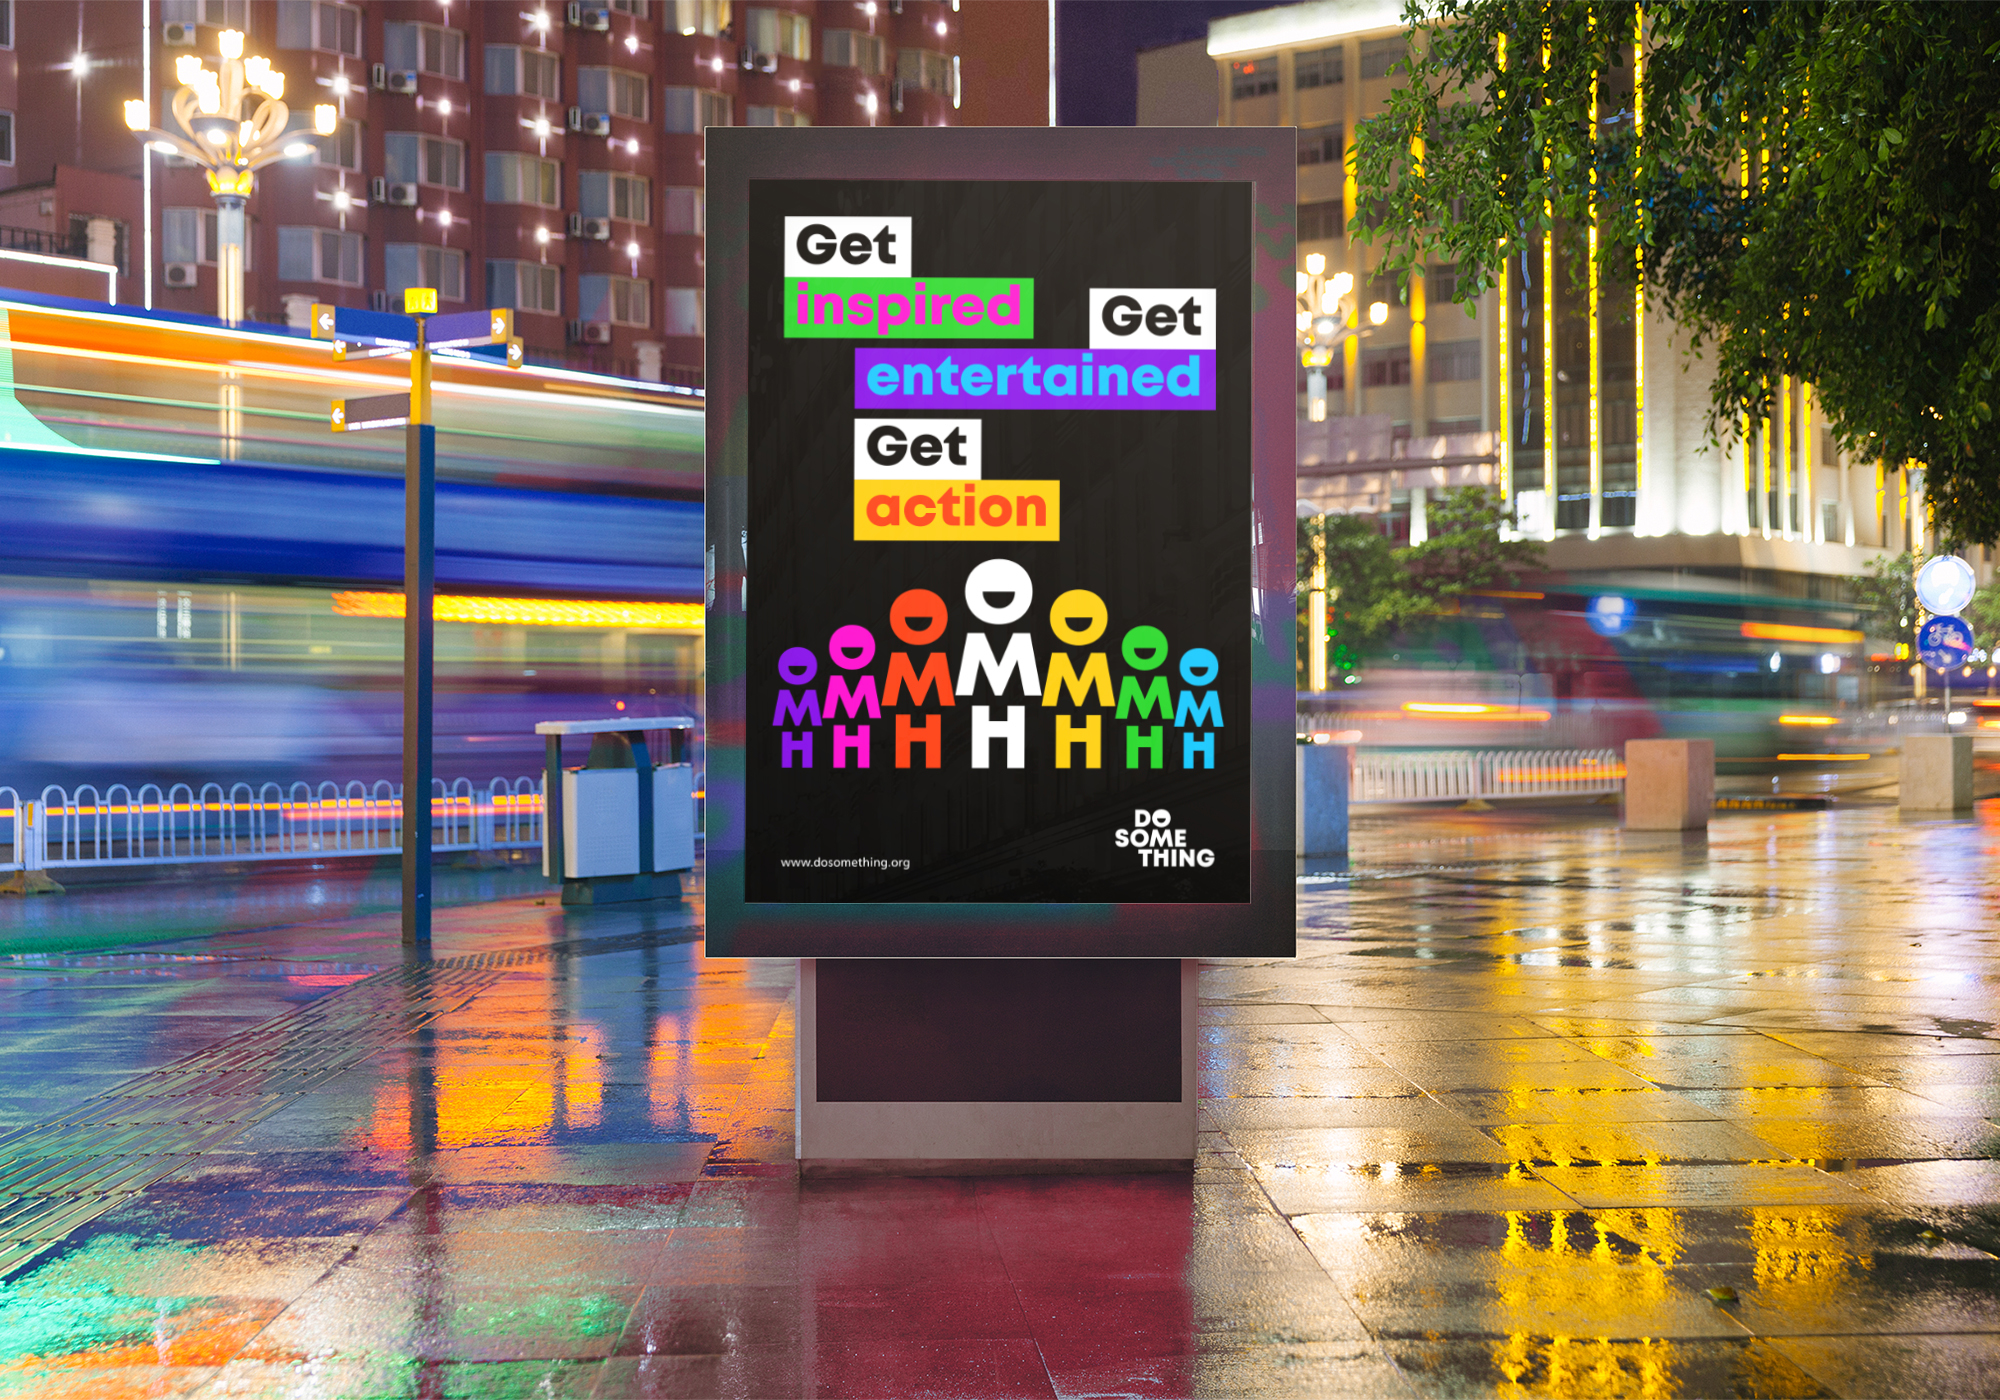 Get
inspired
Get
entertained
Get
action
O O O O O O O
M M M M M M M
H H H H H H H
www.dosomething.org
DO
SOME
THING